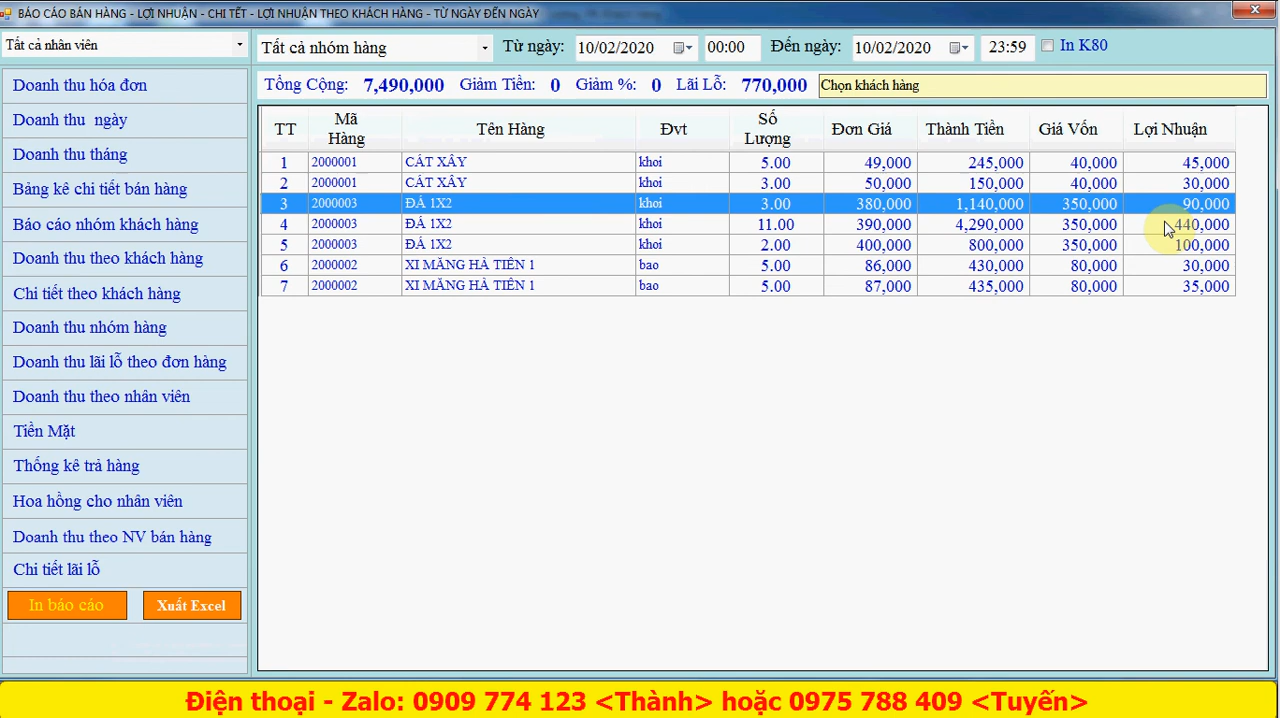 BÁO CÁO BÁN HÀNG - LỢI NHUẬN - CHI TẾT - LỢI NHUẬN THEO KHÁCH HÀNG - TỪ NGÀY ĐẾN NGÀY
Tất cả nhân viên
Tất cả nhóm hàng Từ ngày: 10/02/2020 00:00 Đến ngày: 10/02/2020 23:59 In K80
Tổng Cộng: 7,490,000 Giảm Tiền: 0 Giảm %: 0 Lãi Lỗ: 770,000 Chọn khách hàng
Doanh thu hóa đơn
Doanh thu ngày
Doanh thu tháng
Bảng kê chi tiết bán hàng
Báo cáo nhóm khách hàng
Doanh thu theo khách hàng
Chi tiết theo khách hàng
Doanh thu nhóm hàng
Doanh thu lãi lỗ theo đơn hàng
Doanh thu theo nhân viên
Tiền Mặt
Thống kê trả hàng
Hoa hồng cho nhân viên
Doanh thu theo NV bán hàng
Chi tiết lãi lỗ
In báo cáo Xuất Excel
TT Mã Hàng Tên Hàng Đvt Số Lượng Đơn Giá Thành Tiền Giá Vốn Lợi Nhuận
1 2000001 CÁT XÂY khoi 5.00 49,000 245,000 40,000 45,000
2 2000001 CÁT XÂY khoi 3.00 50,000 150,000 40,000 30,000
3 2000003 ĐÁ 1X2 khoi 3.00 380,000 1,140,000 350,000 90,000
4 2000003 ĐÁ 1X2 khoi 11.00 390,000 4,290,000 350,000 440,000
5 2000003 ĐÁ 1X2 khoi 2.00 400,000 800,000 350,000 100,000
6 2000002 XI MĂNG HÀ TIÊN 1 bao 5.00 86,000 430,000 80,000 30,000
7 2000002 XI MĂNG HÀ TIÊN 1 bao 5.00 87,000 435,000 80,000 35,000
Điện thoại - Zalo: 0909 774 123 <Thành> hoặc 0975 788 409 <Tuyến>